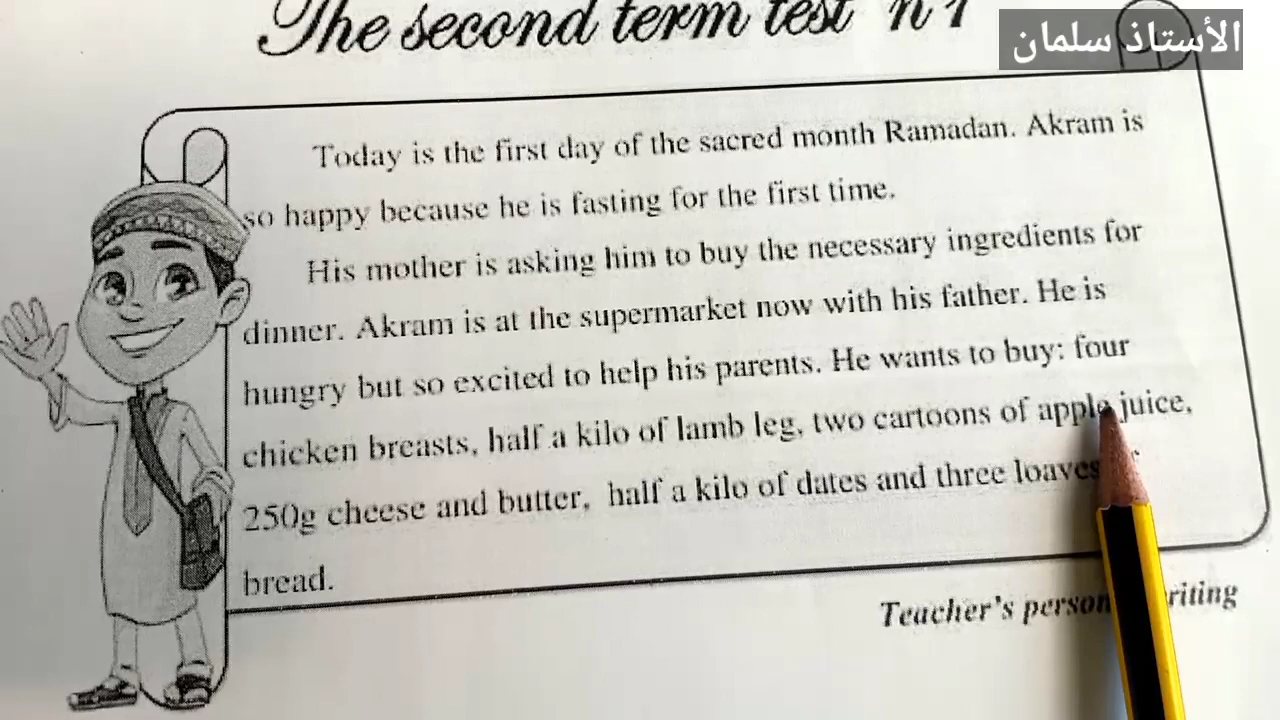 The second term test n°1
الأستاذ سلمان
Today is the first day of the sacred month Ramadan. Akram is
so happy because he is fasting for the first time.
His mother is asking him to buy the necessary ingredients for
dinner. Akram is at the supermarket now with his father. He is
hungry but so excited to help his parents. He wants to buy: four
chicken breasts, half a kilo of lamb leg, two cartoons of apple juice,
250g cheese and butter, half a kilo of dates and three loaves
bread.
Teacher's writing